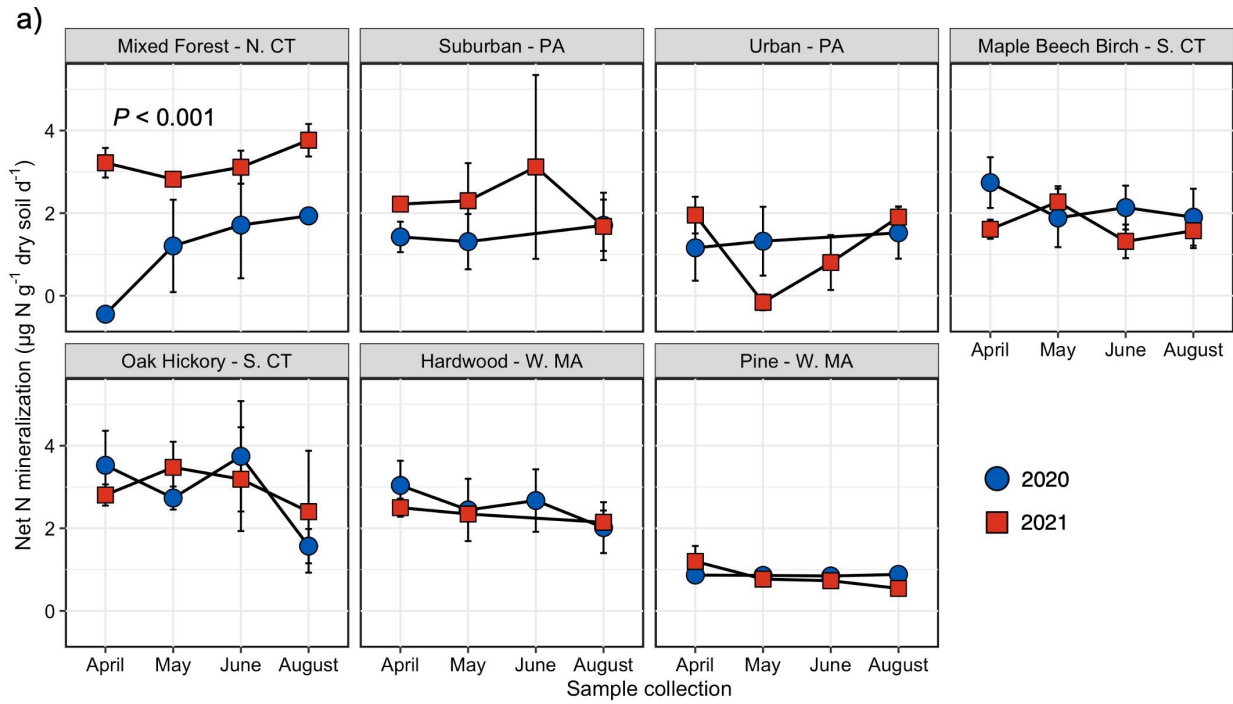 a)
Mixed Forest - N. CT
Suburban - PA
Urban - PA
Maple Beech Birch - S. CT
P < 0.001
4
2
0
April May June August
Oak Hickory - S. CT
Hardwood - W. MA
Pine - W. MA
4
2
0
2020
2021
April May June August
April May June August
April May June August
Sample collection
Net N mineralization (µg N g⁻¹ dry soil d⁻¹)